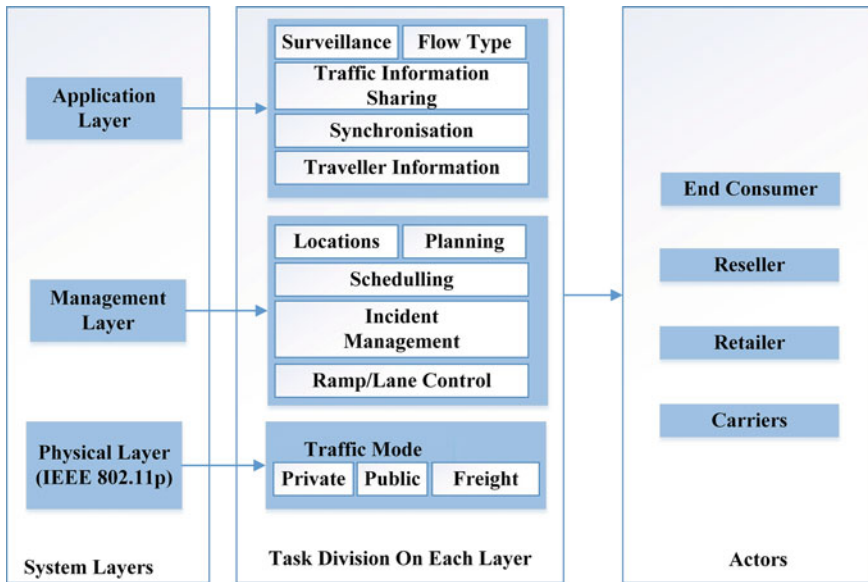 Application
Layer
Management
Layer
Physical Layer
(IEEE 802.11p)
System Layers
Surveillance
Flow Type
Traffic Information
Sharing
Synchronisation
Traveller Information
Locations
Planning
Schedulling
Incident
Management
Ramp/Lane Control
Traffic Mode
Private
Public
Freight
Task Division On Each Layer
End Consumer
Reseller
Retailer
Carriers
Actors